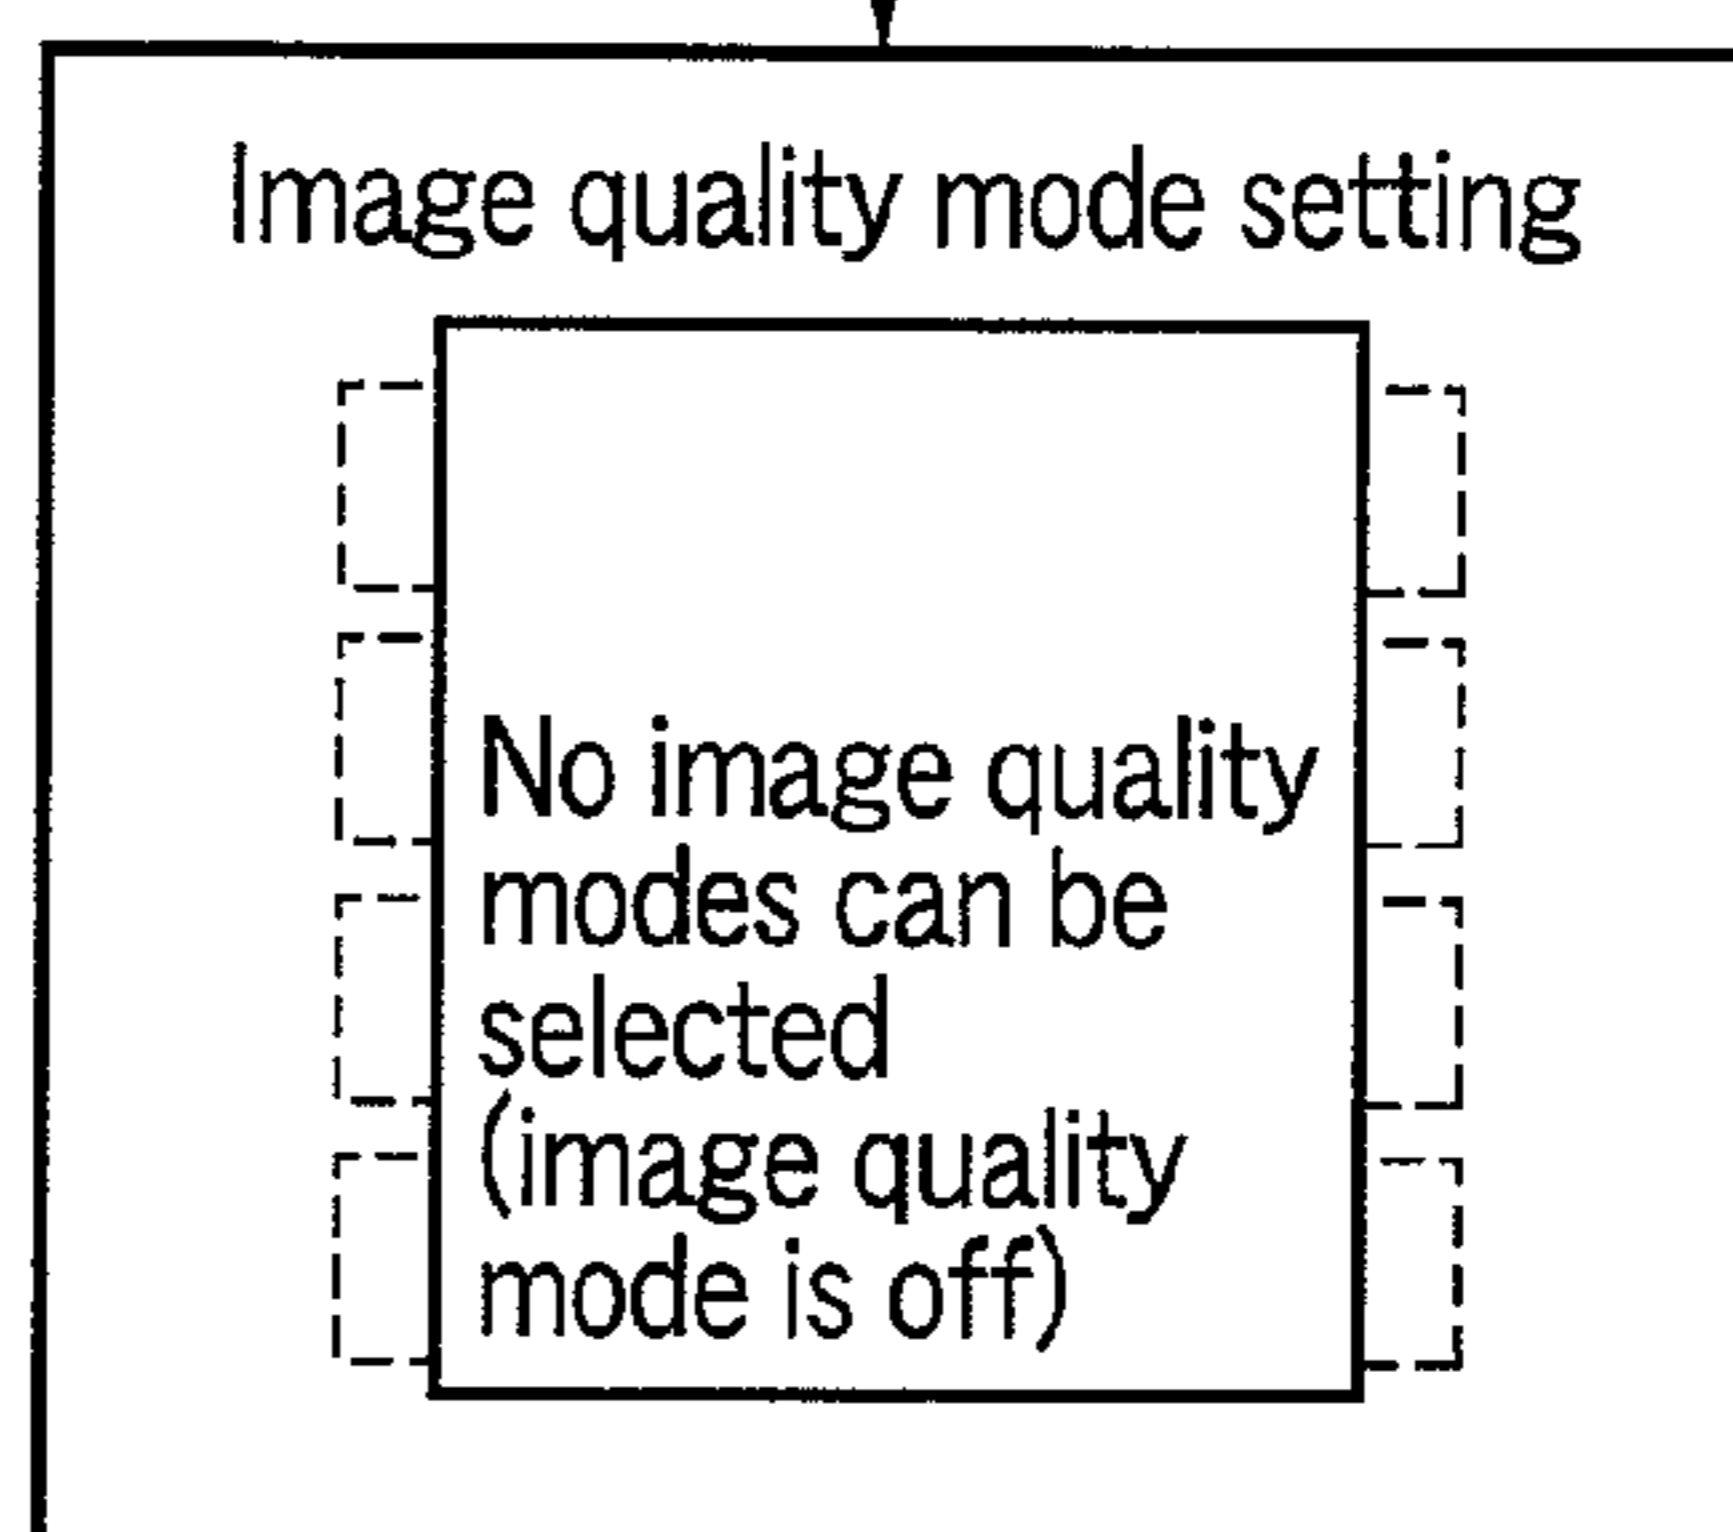 Image quality mode setting
No image quality
modes can be
selected
(image quality
mode is off)